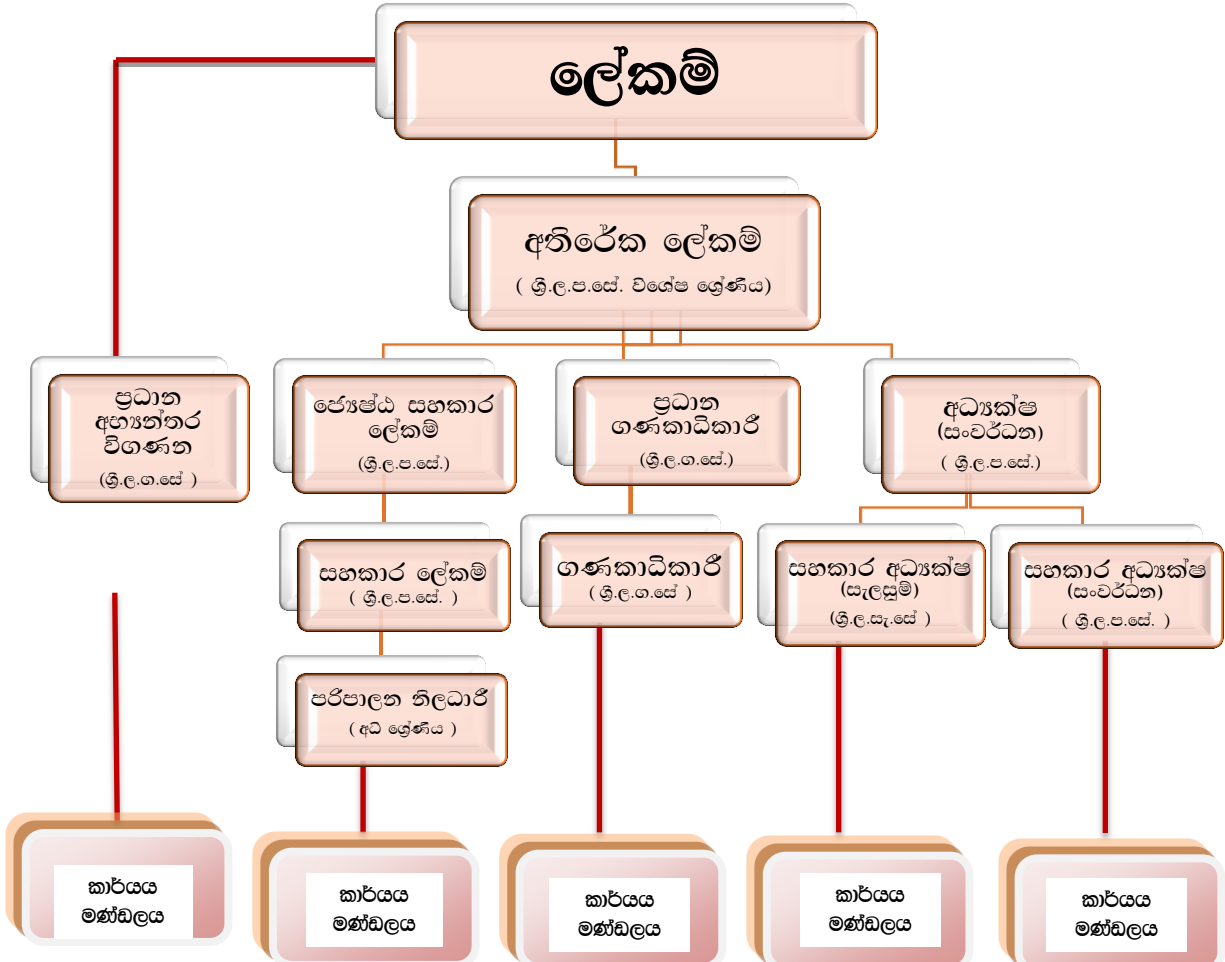 ලේකම්
අතිරේක ලේකම්
( ශ්‍රී.ල.ප.සේ. විශේෂ ශ්‍රේණිය)
ප්‍රධාන
අභ්‍යන්තර
විගණන
(ශ්‍රී.ල.ග.සේ )
ජ්‍යෙෂ්ඨ සහකාර
ලේකම්
(ශ්‍රී.ල.ප.සේ.)
ප්‍රධාන
ගණකාධිකාරී
(ශ්‍රී.ල.ග.සේ.)
අධ්‍යක්ෂ
(සංවර්ධන)
( ශ්‍රී.ල.ප.සේ.)
සහකාර ලේකම්
( ශ්‍රී.ල.ප.සේ. )
ගණකාධිකාරී
( ශ්‍රී.ල.ග.සේ )
සහකාර අධ්‍යක්ෂ
(සැලසුම්)
(ශ්‍රී.ල.සැ.සේ )
සහකාර අධ්‍යක්ෂ
(සංවර්ධන)
( ශ්‍රී.ල.ප.සේ. )
පරිපාලන නිලධාරී
( අධි ශ්‍රේණිය )
කාර්යය
මණ්ඩලය
කාර්යය
මණ්ඩලය
කාර්යය
මණ්ඩලය
කාර්යය
මණ්ඩලය
කාර්යය
මණ්ඩලය